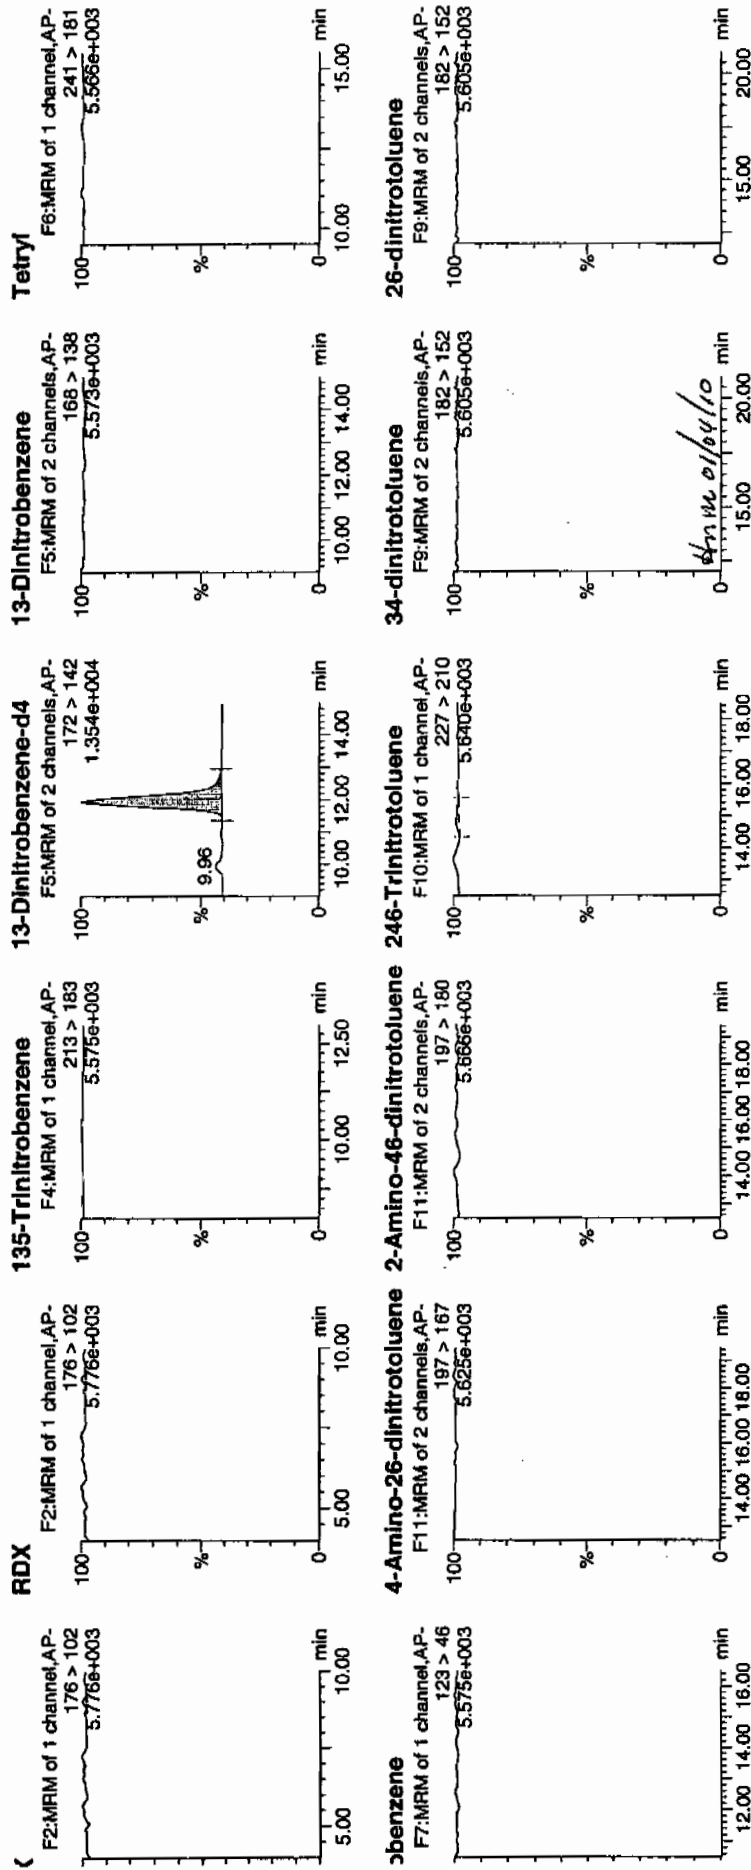 RDX
F2:MRM of 1 channel,AP-
176 > 102
5.776e+003
100
%
0
5.00
10.00
min
F2:MRM of 1 channel,AP-
176 > 102
5.776e+003
100
%
0
5.00
10.00
min
135-Trinitrobenzene
F4:MRM of 1 channel,AP-
213 > 183
5.575e+003
100
%
0
10.00
12.50
min
13-Dinitrobenzene-d4
F5:MRM of 2 channels,AP-
172 > 142
1.354e+004
100
%
0
9.96
10.00
12.00
14.00
min
13-Dinitrobenzene
F5:MRM of 2 channels,AP-
168 > 138
5.573e+003
100
%
0
10.00
12.00
14.00
min
Tetryl
F6:MRM of 1 channel,AP-
241 > 181
5.566e+003
100
%
0
10.00
15.00
min
obenzene
F7:MRM of 1 channel,AP-
123 > 46
5.575e+003
12.00
14.00
16.00
min
4-Amino-26-dinitrotoluene
F11:MRM of 2 channels,AP-
197 > 167
5.625e+003
100
%
0
14.00
16.00
18.00
min
2-Amino-46-dinitrotoluene
F11:MRM of 2 channels,AP-
197 > 180
5.666e+003
100
%
0
14.00
16.00
18.00
min
246-Trinitrotoluene
F10:MRM of 1 channel,AP-
227 > 210
5.640e+003
100
%
0
14.00
16.00
18.00
min
34-dinitrotoluene
F9:MRM of 2 channels,AP-
182 > 152
5.605e+003
100
%
0
01/04/10
15.00
20.00
min
26-dinitrotoluene
F9:MRM of 2 channels,AP-
182 > 152
5.605e+003
100
%
0
15.00
20.00
min